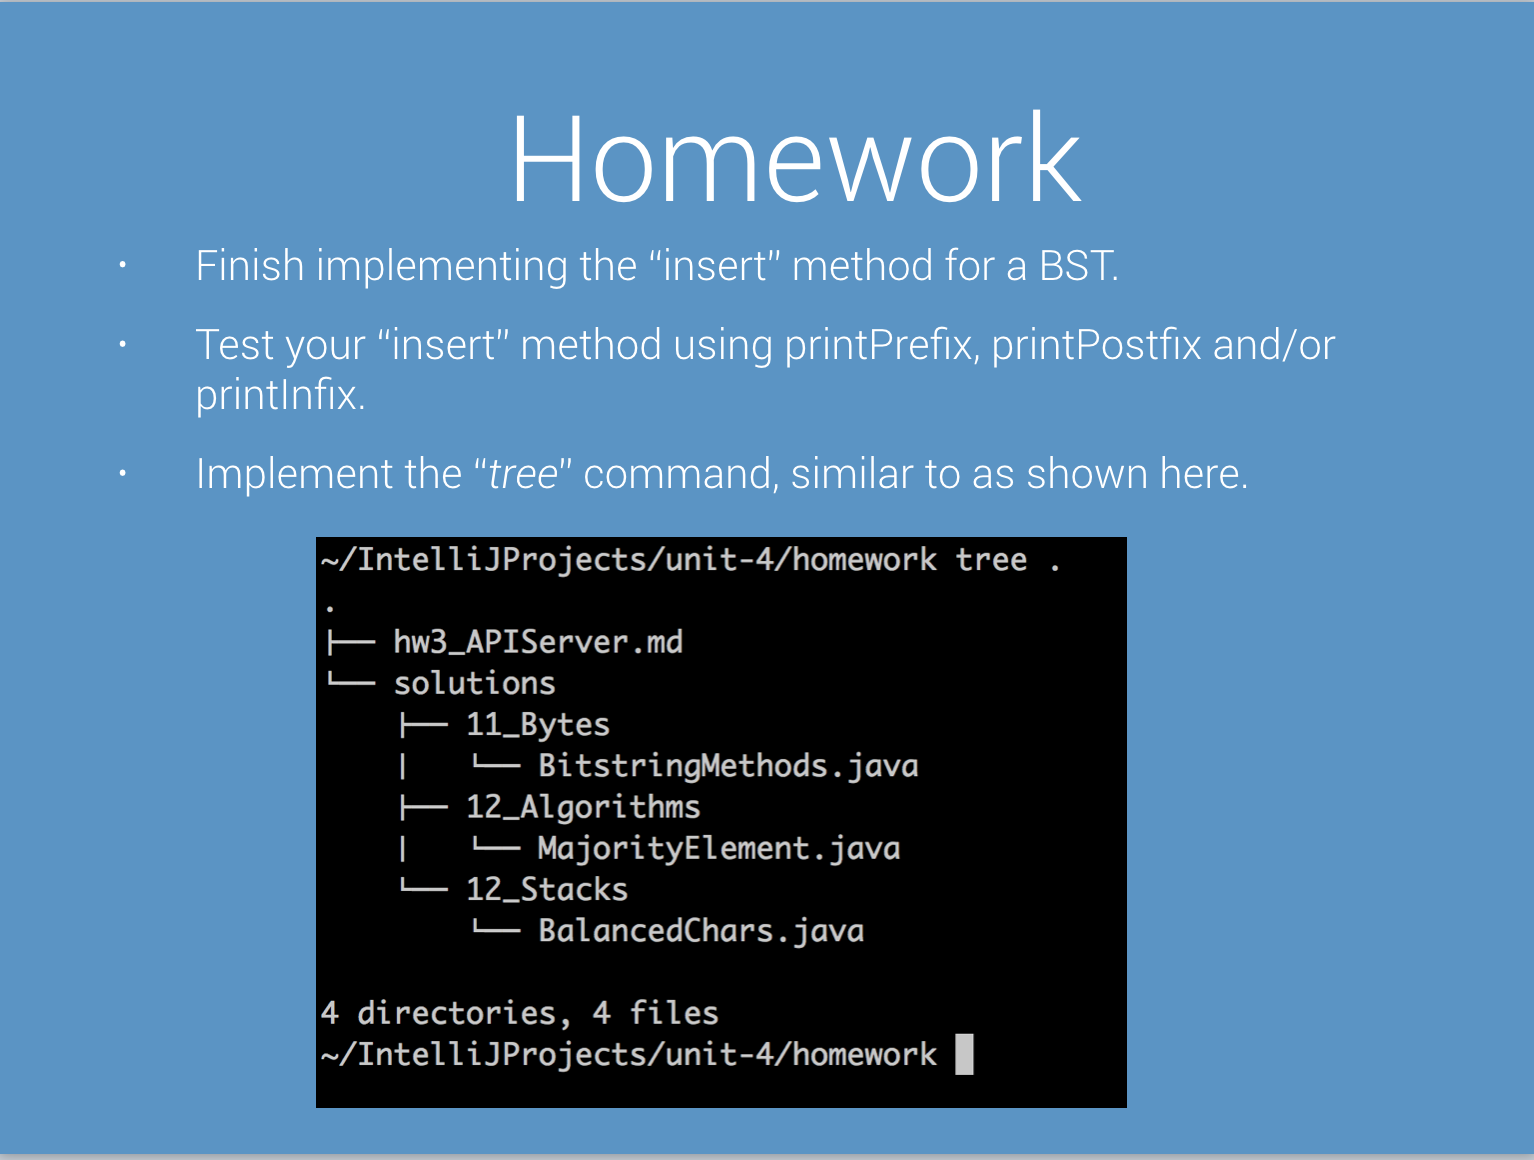 Homework
• Finish implementing the “insert” method for a BST.
• Test your “insert” method using printPrefix, printPostfix and/or
printInfix.
• Implement the “tree” command, similar to as shown here.
~/IntelliJProjects/unit-4/homework tree .
.
├── hw3_APIServer.md
└── solutions
    ├── 11_Bytes
    |   └── BitstringMethods.java
    ├── 12_Algorithms
    |   └── MajorityElement.java
    └── 12_Stacks
        └── BalancedChars.java
4 directories, 4 files
~/IntelliJProjects/unit-4/homework